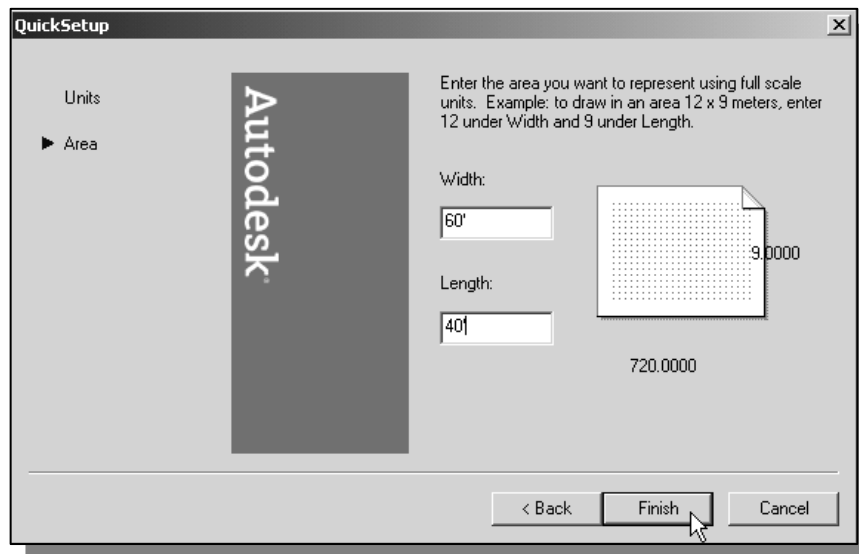 QuickSetup
Units
Area
Autodesk
Enter the area you want to represent using full scale
units. Example: to draw in an area 12 x 9 meters, enter
12 under Width and 9 under Length.
Width:
60'
9.0000
Length:
40'
720.0000
< Back
Finish
Cancel